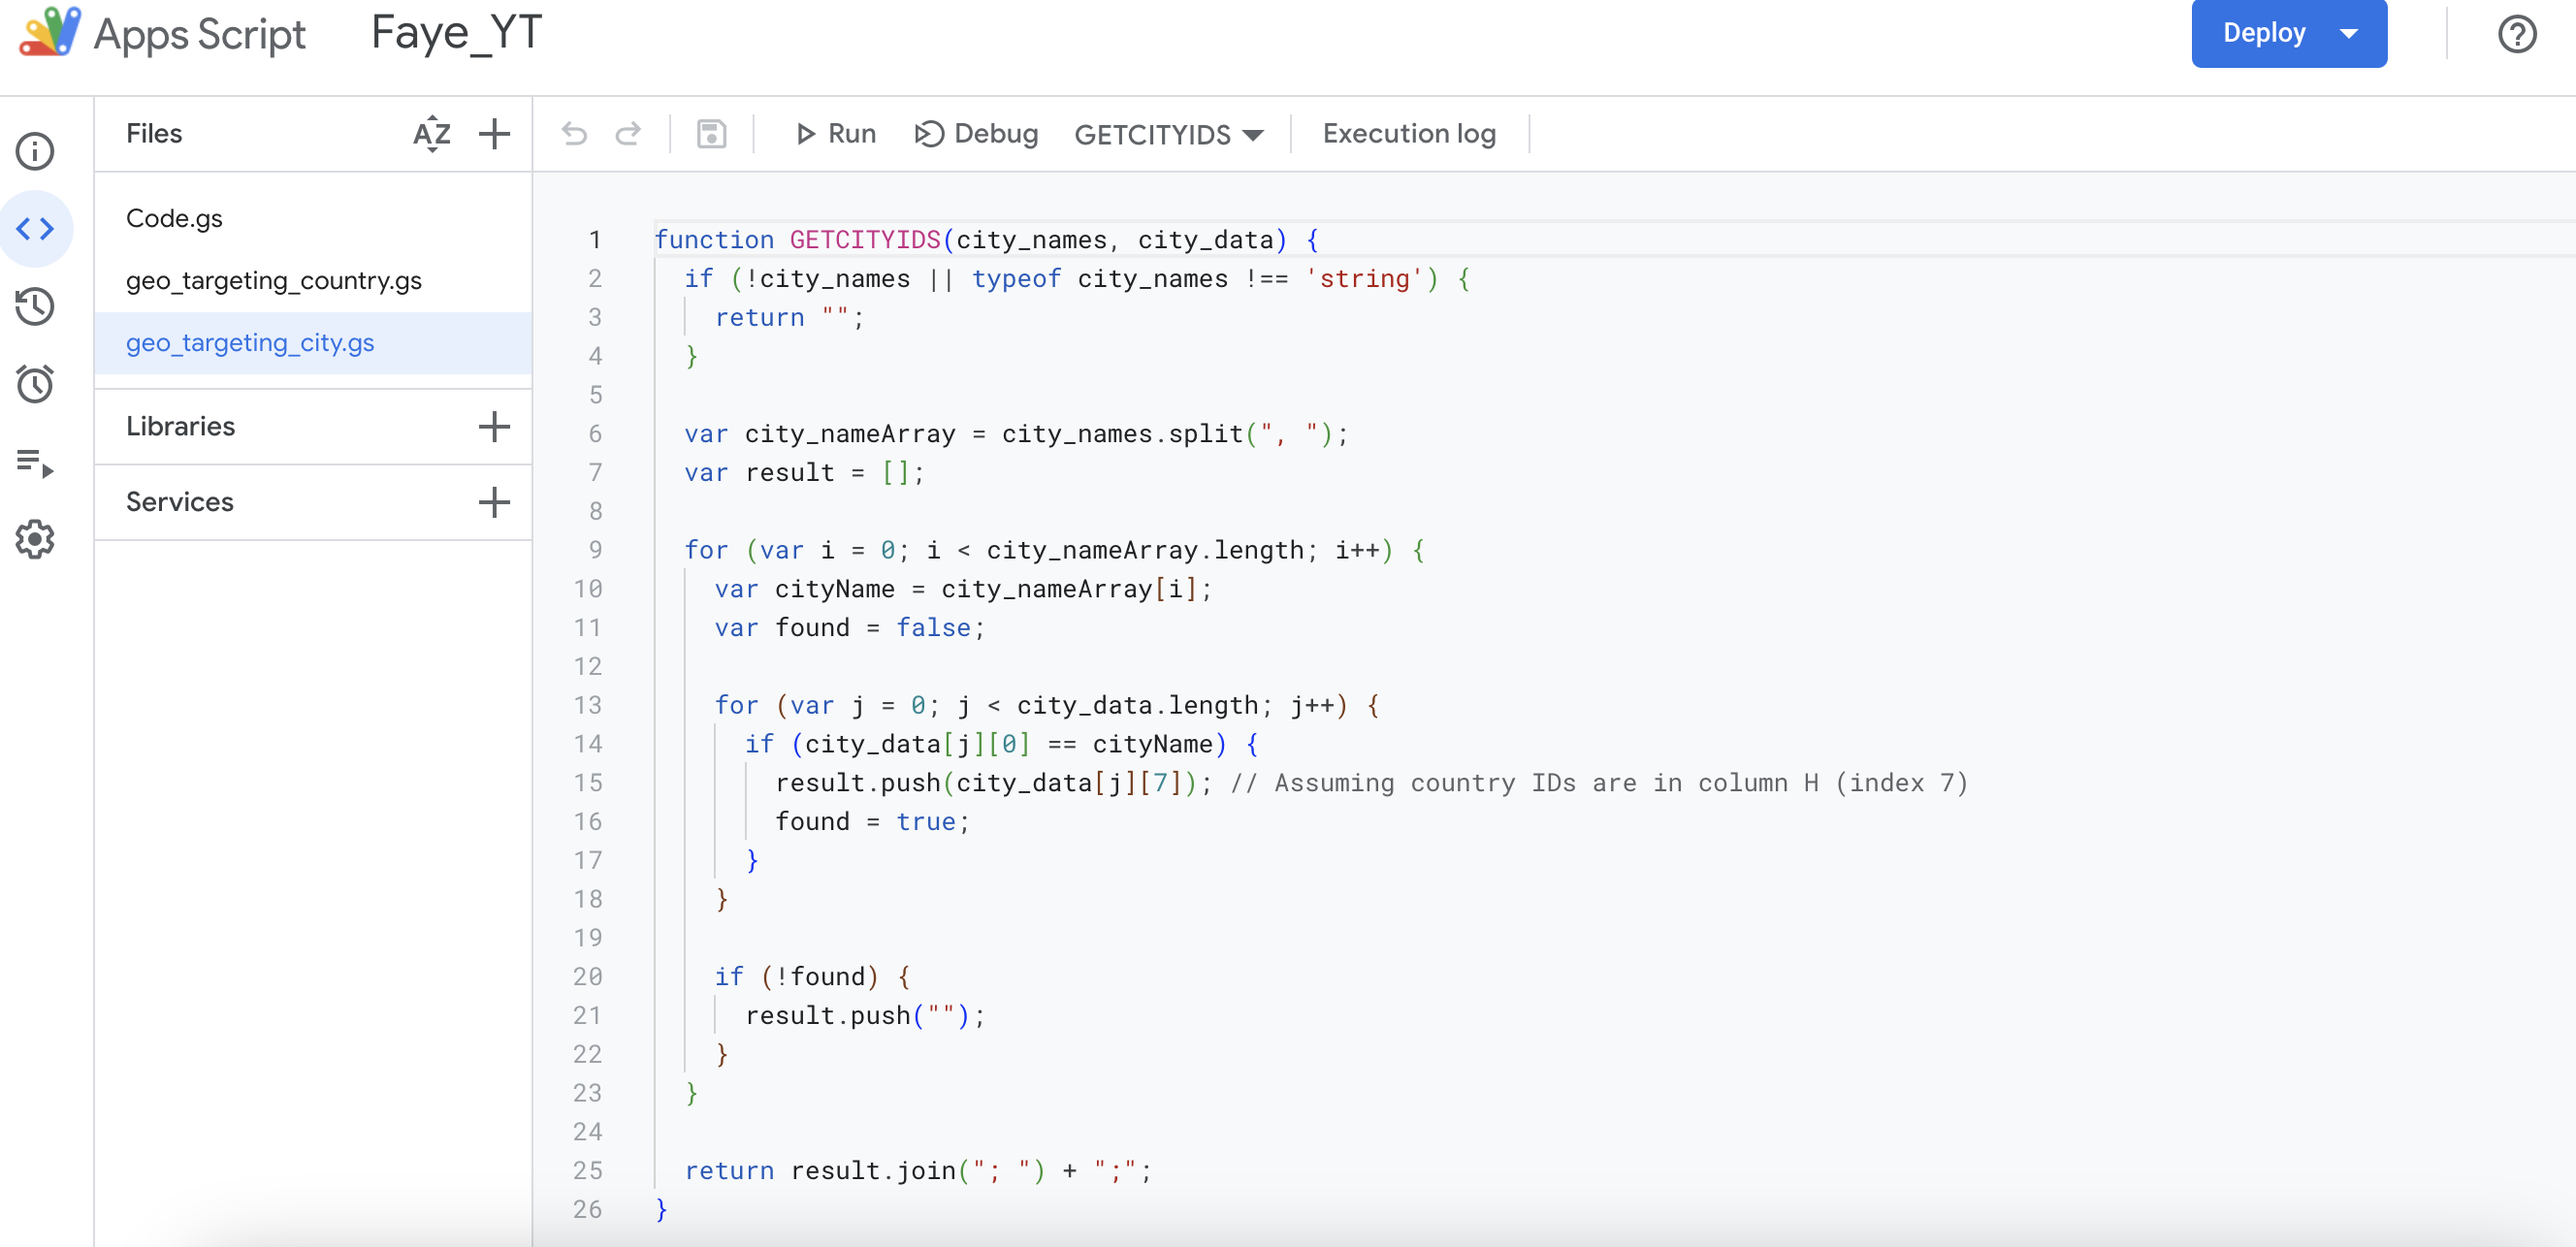 Apps Script Faye_YT Deploy
Files AZ Run Debug GETCITYIDS Execution log
Code.gs
geo_targeting_country.gs
geo_targeting_city.gs
Libraries
Services
1 function GETCITYIDS(city_names, city_data) {
2 if (!city_names || typeof city_names !== 'string') {
3 return "";
4 }
5
6 var city_nameArray = city_names.split(", ");
7 var result = [];
8
9 for (var i = 0; i < city_nameArray.length; i++) {
10 var cityName = city_nameArray[i];
11 var found = false;
12
13 for (var j = 0; j < city_data.length; j++) {
14 if (city_data[j][0] == cityName) {
15 result.push(city_data[j][7]); // Assuming country IDs are in column H (index 7)
16 found = true;
17 }
18 }
19
20 if (!found) {
21 result.push("");
22 }
23 }
24
25 return result.join("; ") + ";";
26 }